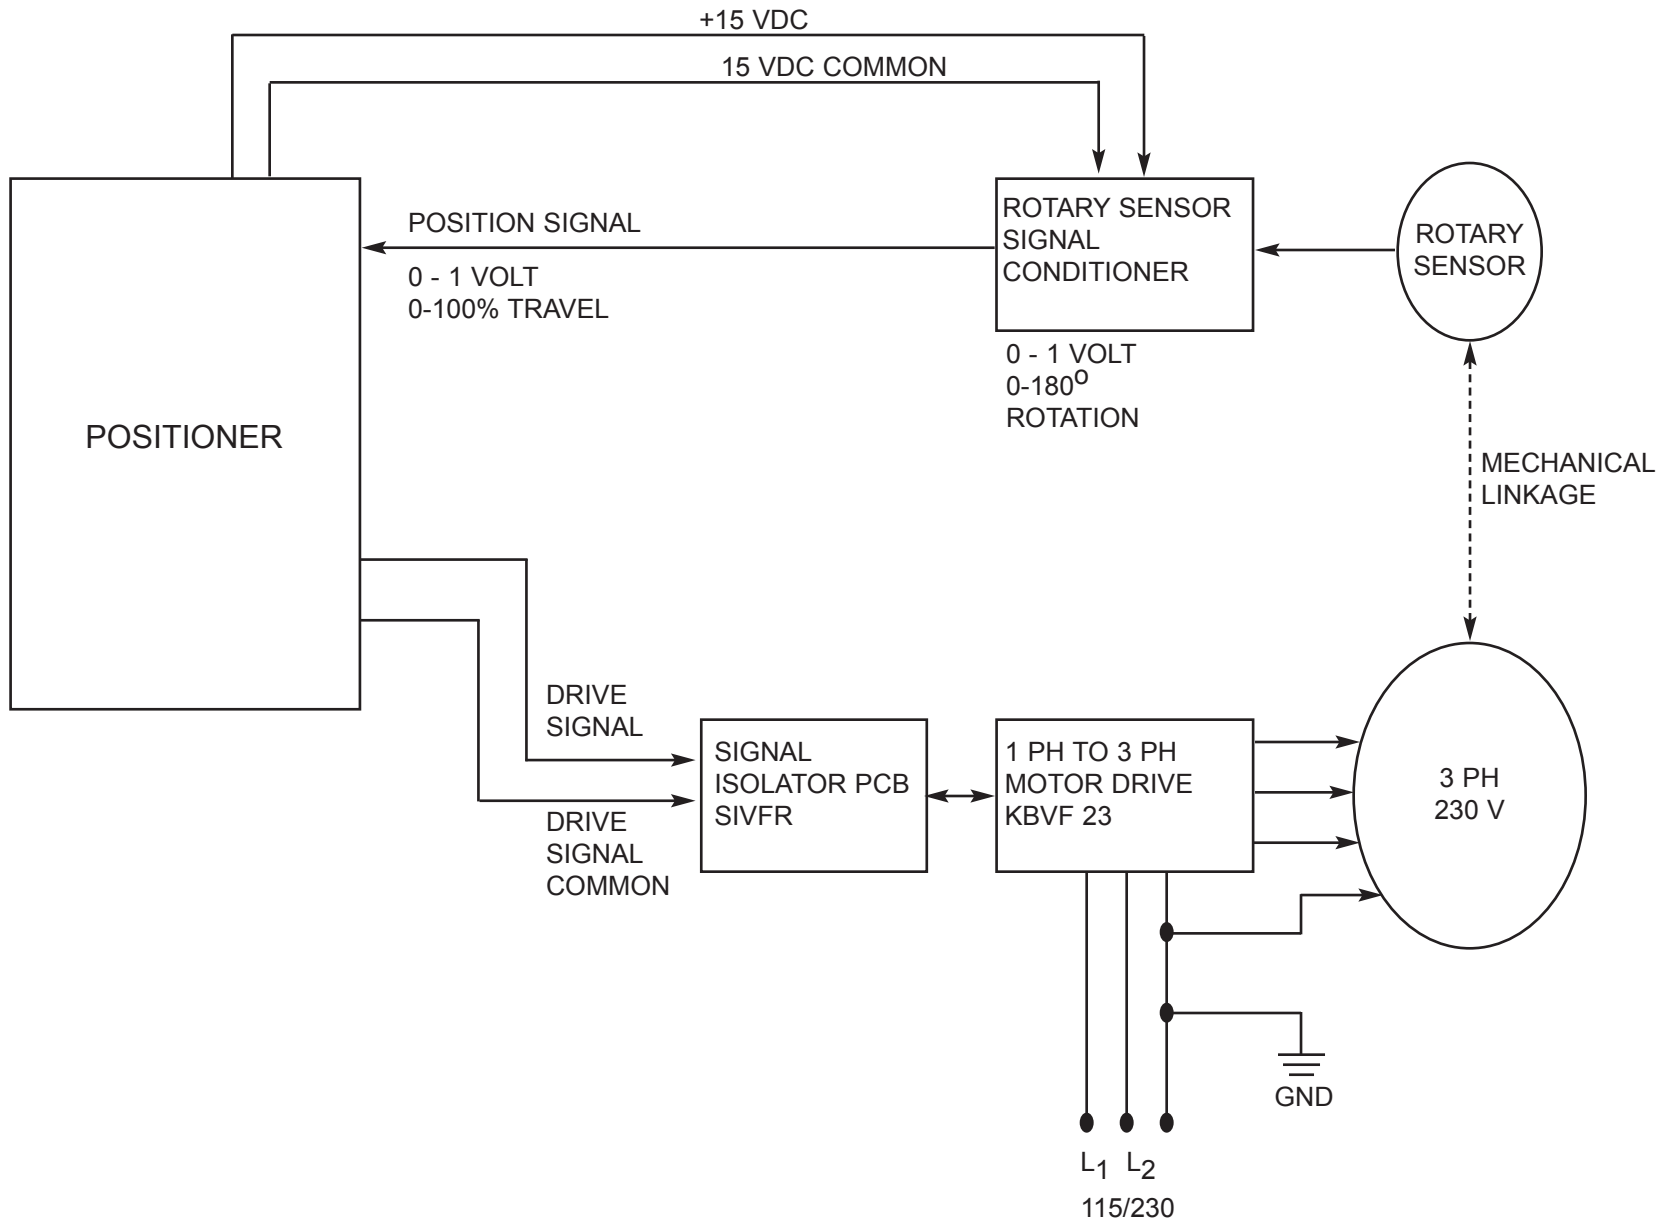 +15 VDC
15 VDC COMMON
POSITIONER
POSITION SIGNAL
0 - 1 VOLT
0-100% TRAVEL
ROTARY SENSOR
SIGNAL
CONDITIONER
0 - 1 VOLT
0-180º
ROTATION
ROTARY
SENSOR
MECHANICAL
LINKAGE
DRIVE
SIGNAL
DRIVE
SIGNAL
COMMON
SIGNAL
ISOLATOR PCB
SIVFR
1 PH TO 3 PH
MOTOR DRIVE
KBVF 23
3 PH
230 V
GND
L1 L2
115/230